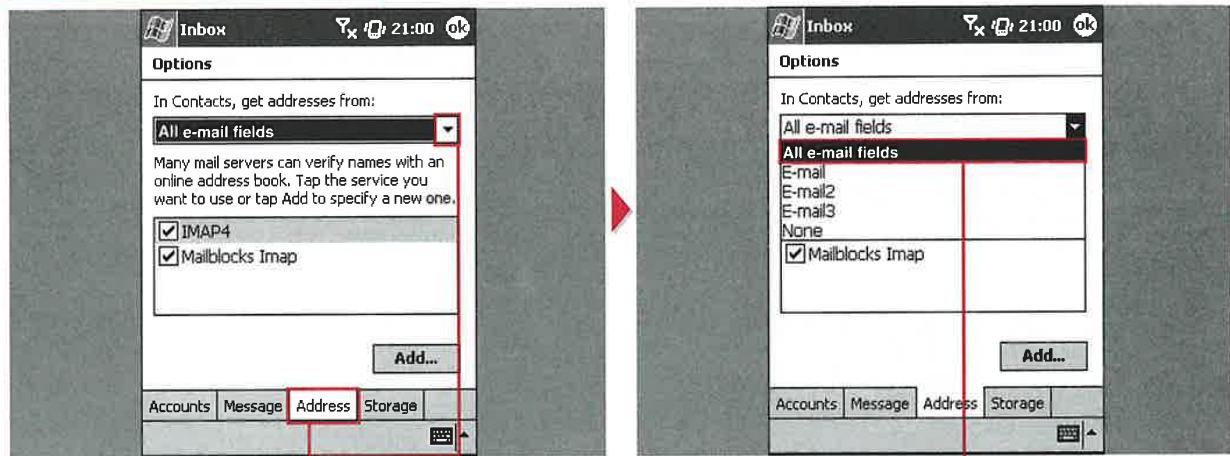 Inbox 21:00 ok
Options
In Contacts, get addresses from:
All e-mail fields
Many mail servers can verify names with an
online address book. Tap the service you
want to use or tap Add to specify a new one.
IMAP4
Mailblocks Imap
Add...
Accounts Message Address Storage
Inbox 21:00 ok
Options
In Contacts, get addresses from:
All e-mail fields
All e-mail fields
E-mail
E-mail2
E-mail3
None
Mailblocks Imap
Add...
Accounts Message Address Storage